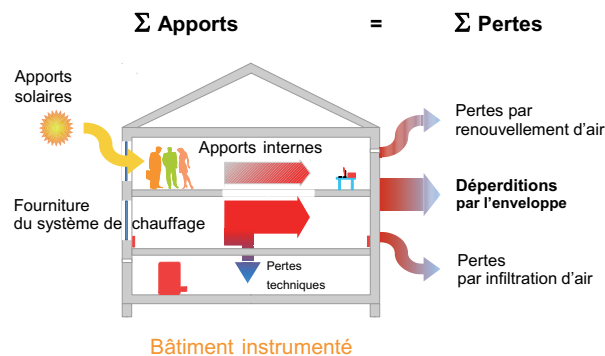 Σ Apports = Σ Pertes
Apports
solaires
Apports internes
Fourniture
du système de chauffage
Pertes
techniques
Pertes par
renouvellement d'air
Déperditions
par l'enveloppe
Pertes
par infiltration d'air
Bâtiment instrumenté